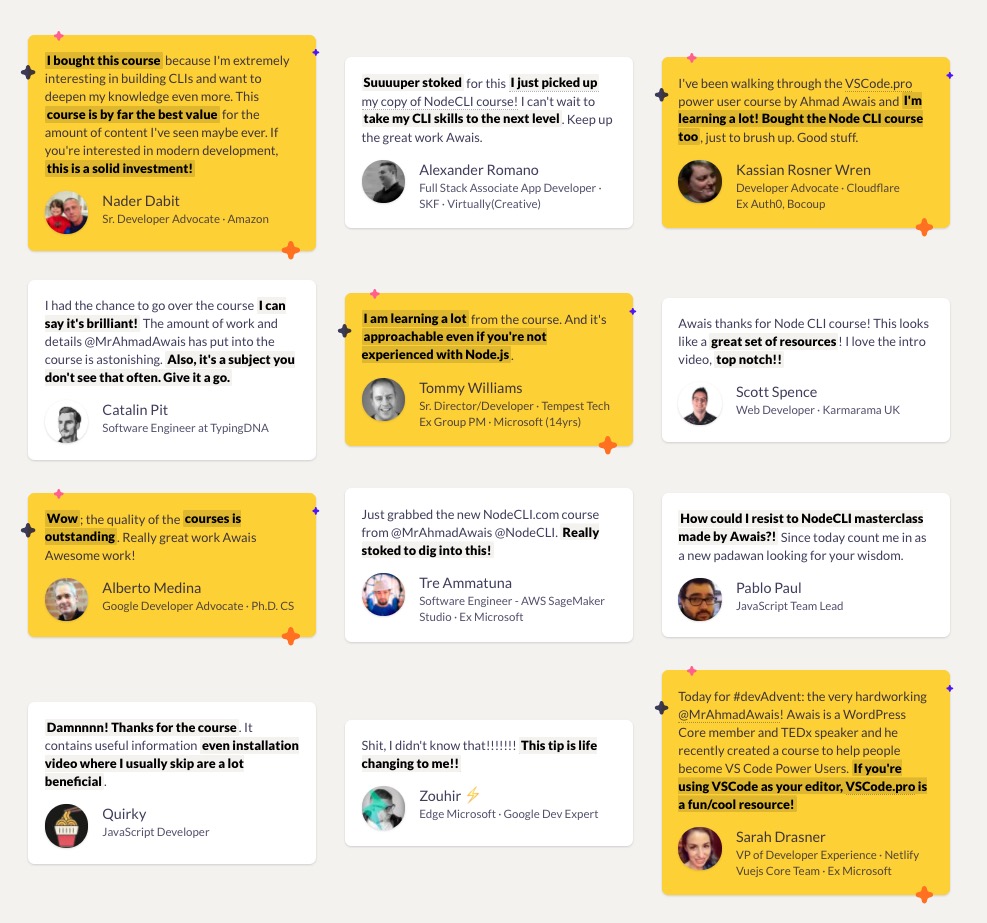 I bought this course because I'm extremely
interesting in building CLIs and want to
deepen my knowledge even more. This
course is by far the best value for the
amount of content I've seen maybe ever. If
you're interested in modern development,
this is a solid investment!
Nader Dabit
Sr. Developer Advocate · Amazon
Suuuuper stoked for this I just picked up
my copy of NodeCLI course! I can't wait to
take my CLI skills to the next level. Keep up
the great work Awais.
Alexander Romano
Full Stack Associate App Developer ·
SKF · Virtually(Creative)
I've been walking through the VSCode.pro
power user course by Ahmad Awais and I'm
learning a lot! Bought the Node CLI course
too, just to brush up. Good stuff.
Kassian Rosner Wren
Developer Advocate · Cloudflare
Ex Auth0, Bocoup
I had the chance to go over the course I can
say it's brilliant! The amount of work and
details @MrAhmadAwais has put into the
course is astonishing. Also, it's a subject you
don't see that often. Give it a go.
Catalin Pit
Software Engineer at TypingDNA
I am learning a lot from the course. And it's
approachable even if you're not
experienced with Node.js.
Tommy Williams
Sr. Director/Developer · Tempest Tech
Ex Group PM · Microsoft (14yrs)
Awais thanks for Node CLI course! This looks
like a great set of resources! I love the intro
video, top notch!!
Scott Spence
Web Developer · Karmarama UK
Wow; the quality of the courses is
outstanding. Really great work Awais
Awesome work!
Alberto Medina
Google Developer Advocate · Ph.D. CS
Just grabbed the new NodeCLI.com course
from @MrAhmadAwais @NodeCLI. Really
stoked to dig into this!
Tre Ammatuna
Software Engineer - AWS SageMaker
Studio · Ex Microsoft
How could I resist to NodeCLI masterclass
made by Awais?! Since today count me in as
a new padawan looking for your wisdom.
Pablo Paul
JavaScript Team Lead
Damnnnn! Thanks for the course. It
contains useful information even installation
video where I usually skip are a lot
beneficial.
Quirky
JavaScript Developer
Shit, I didn't know that!!!!!!! This tip is life
changing to me!!
Zouhir ⚡
Edge Microsoft · Google Dev Expert
Today for #devAdvent: the very hardworking
@MrAhmadAwais! Awais is a WordPress
Core member and TEDx speaker and he
recently created a course to help people
become VS Code Power Users. If you're
using VSCode as your editor, VSCode.pro is
a fun/cool resource!
Sarah Drasner
VP of Developer Experience · Netlify
Vuejs Core Team · Ex Microsoft